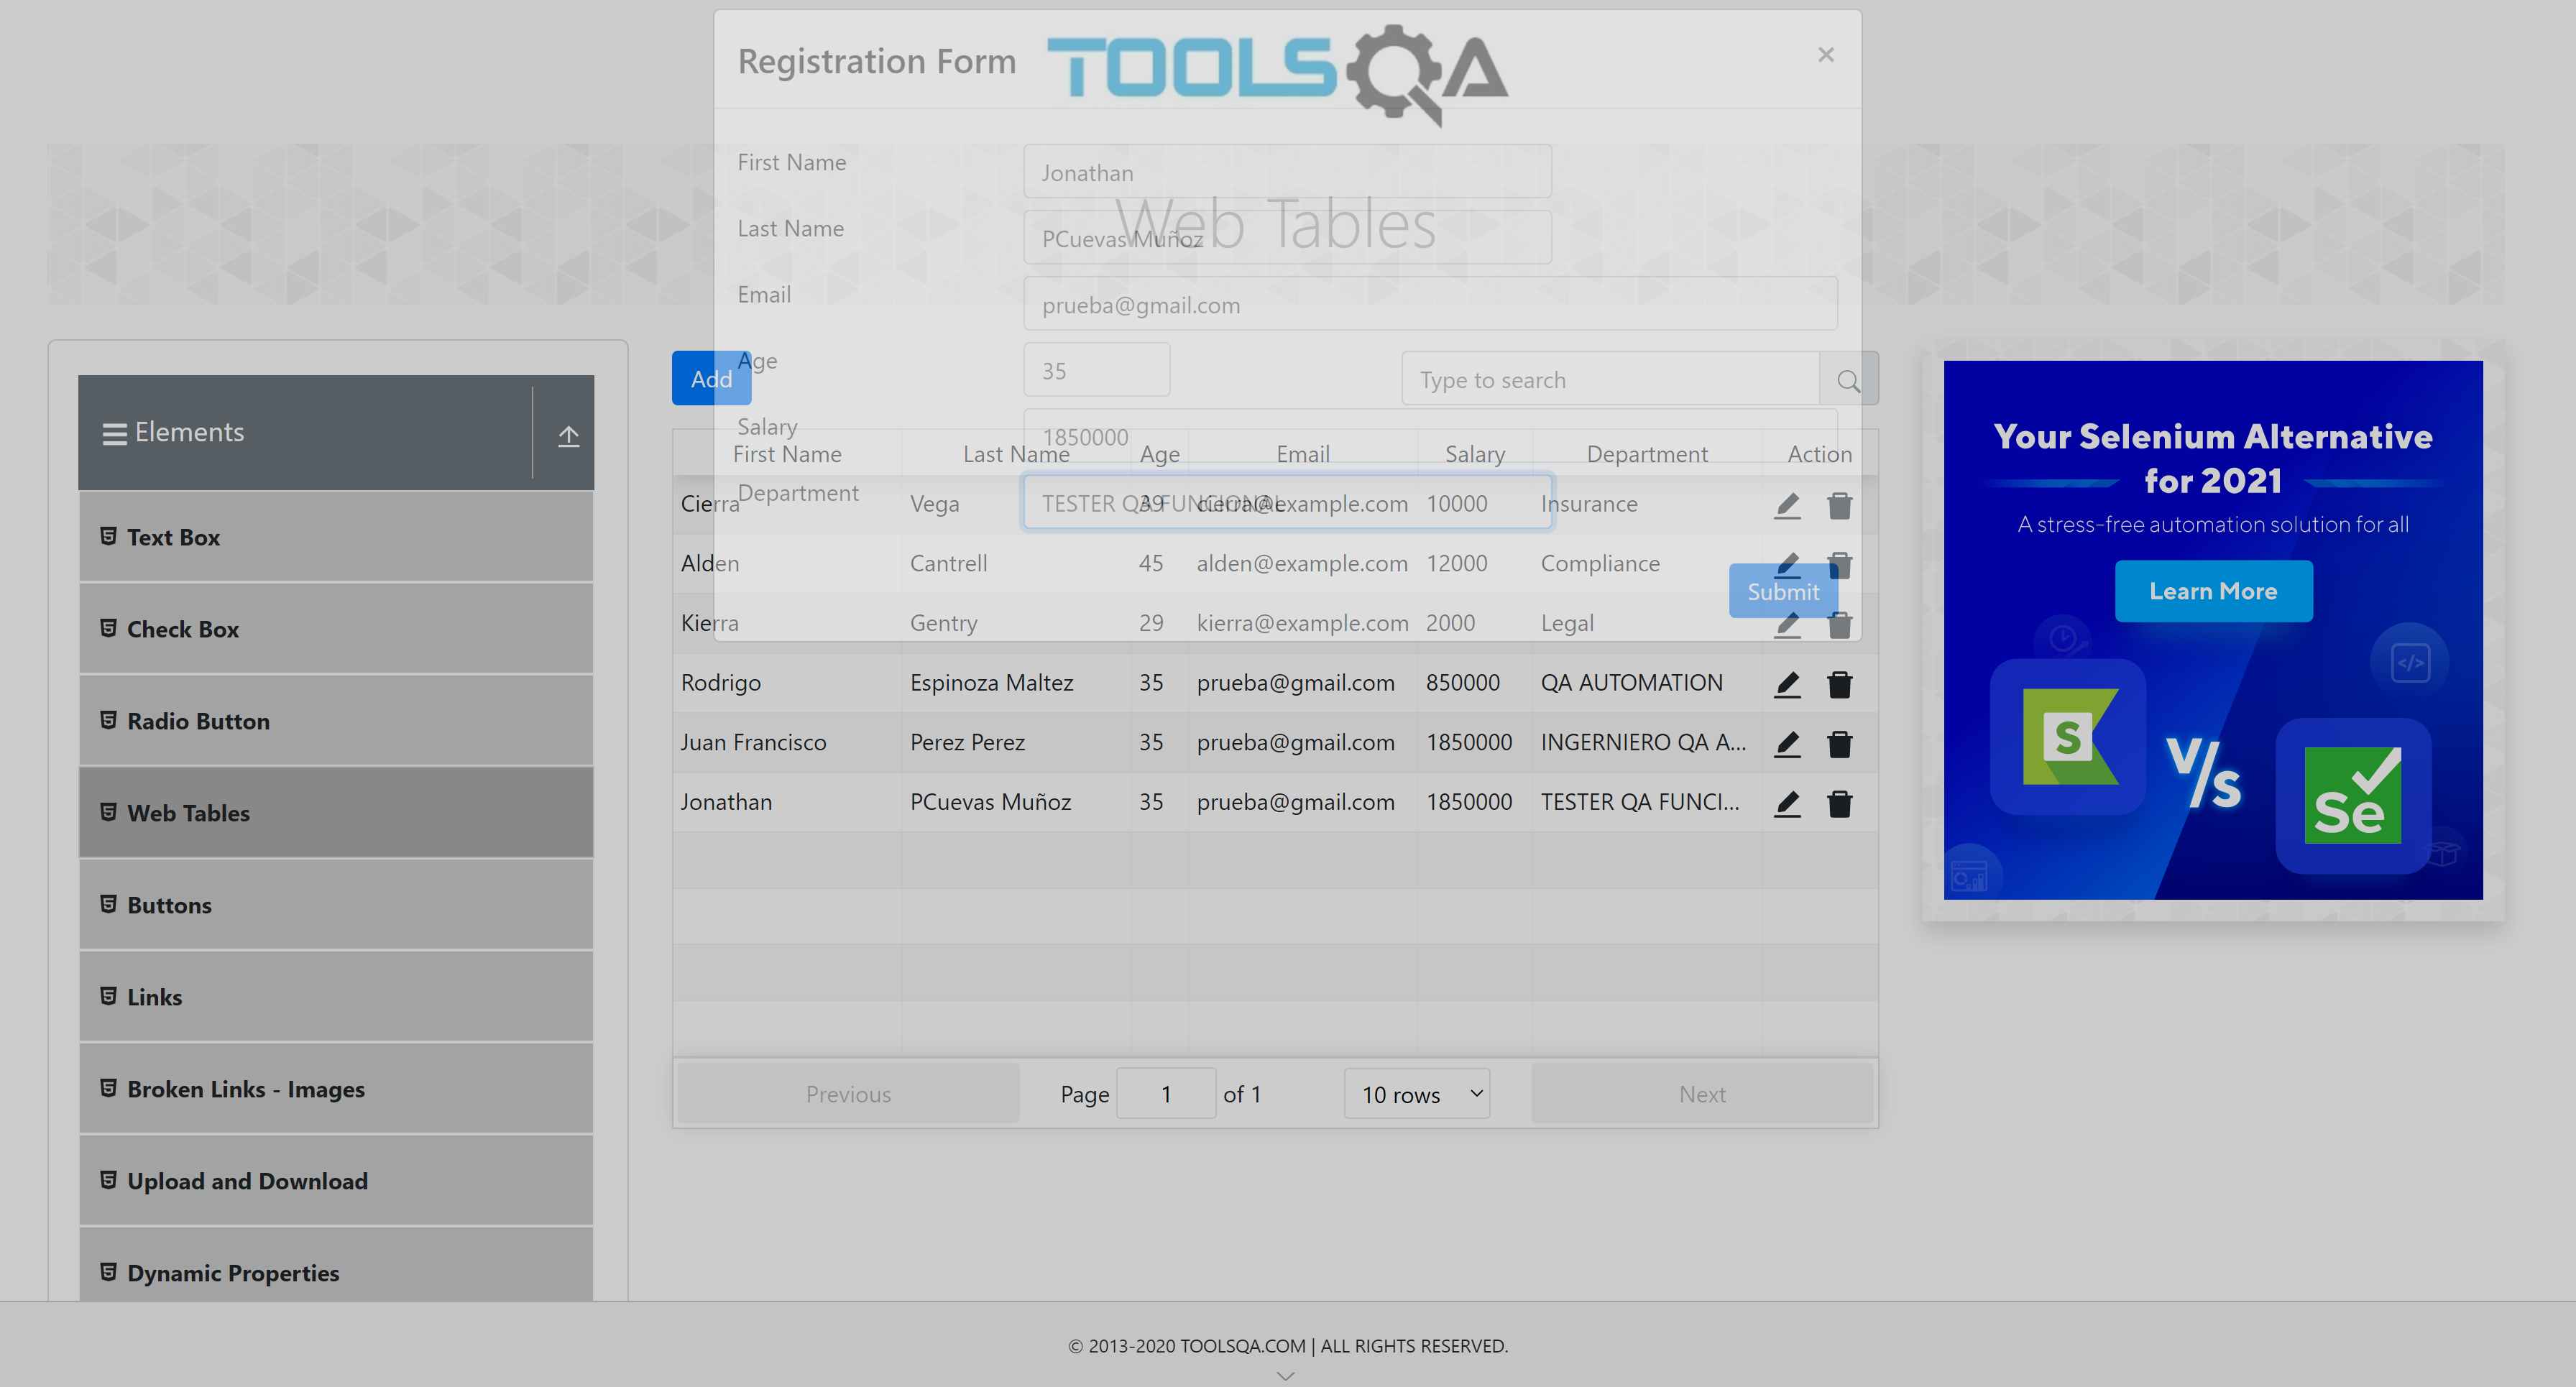 Registration Form
TOOLSQA
×
First Name
Jonathan
Web Tables
Last Name
PCuevas Muñoz
Email
prueba@gmail.com
Age
35
Salary
1850000
Department
TESTER QA FUNCIONAL
Submit
Elements
Text Box
Check Box
Radio Button
Web Tables
Buttons
Links
Broken Links - Images
Upload and Download
Dynamic Properties
Add
Type to search
First Name Last Name Age Email Salary Department Action
Cierra Vega 39 cierra@example.com 10000 Insurance
Alden Cantrell 45 alden@example.com 12000 Compliance
Kierra Gentry 29 kierra@example.com 2000 Legal
Rodrigo Espinoza Maltez 35 prueba@gmail.com 850000 QA AUTOMATION
Juan Francisco Perez Perez 35 prueba@gmail.com 1850000 INGERNIERO QA A...
Jonathan PCuevas Muñoz 35 prueba@gmail.com 1850000 TESTER QA FUNCI...
Previous Page 1 of 1 10 rows Next
Your Selenium Alternative
for 2021
A stress-free automation solution for all
Learn More
</>
S V/S Se
© 2013-2020 TOOLSQA.COM | ALL RIGHTS RESERVED.